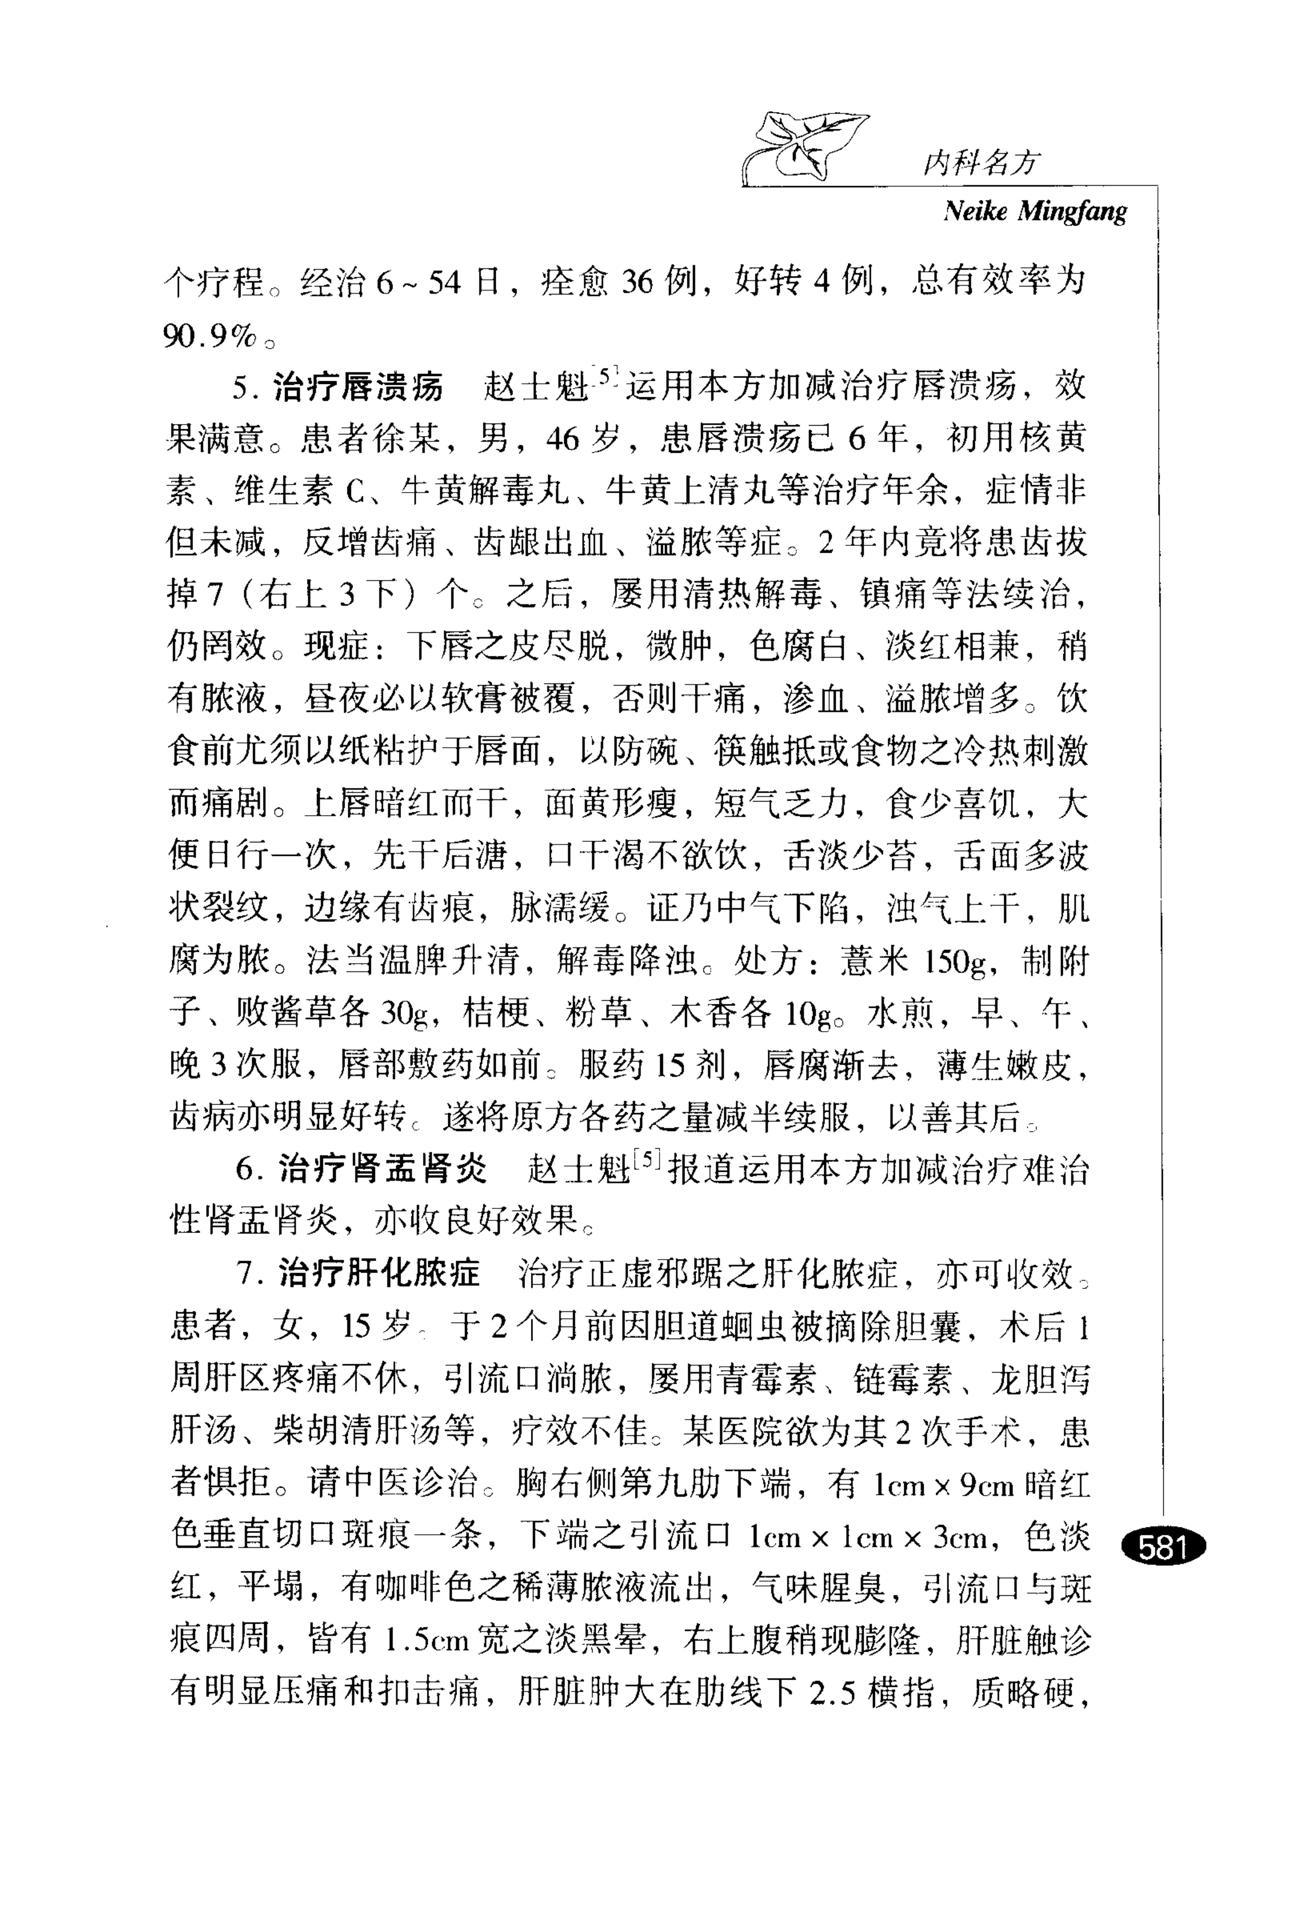 内科名方
Neike Mingfang
个疗程。经治 6~54 日，痊愈 36 例，好转 4 例，总有效率为
90.9%。
5. 治疗唇溃疡　赵士魁[5]运用本方加减治疗唇溃疡，效
果满意。患者徐某，男，46 岁，患唇溃疡已 6 年，初用核黄
素、维生素 C、牛黄解毒丸、牛黄上清丸等治疗年余，症情非
但未减，反增齿痛、齿龈出血、溢脓等症。2 年内竟将患齿拔
掉 7（右上 3 下）个。之后，屡用清热解毒、镇痛等法续治，
仍罔效。现症：下唇之皮尽脱，微肿，色腐白、淡红相兼，稍
有脓液，昼夜必以软膏被覆，否则干痛，渗血、溢脓增多。饮
食前尤须以纸粘护于唇面，以防碗、筷触抵或食物之冷热刺激
而痛剧。上唇暗红而干，面黄形瘦，短气乏力，食少喜饥，大
便日行一次，先干后溏，口干渴不欲饮，舌淡少苔，舌面多波
状裂纹，边缘有齿痕，脉濡缓。证乃中气下陷，浊气上干，肌
腐为脓。法当温脾升清，解毒降浊。处方：薏米 150g，制附
子、败酱草各 30g，桔梗、粉草、木香各 10g。水煎，早、午、
晚 3 次服，唇部敷药如前。服药 15 剂，唇腐渐去，薄生嫩皮，
齿病亦明显好转。遂将原方各药之量减半续服，以善其后。
6. 治疗肾盂肾炎　赵士魁[5]报道运用本方加减治疗难治
性肾盂肾炎，亦收良好效果。
7. 治疗肝化脓症　治疗正虚邪踞之肝化脓症，亦可收效。
患者，女，15 岁。于 2 个月前因胆道蛔虫被摘除胆囊，术后 1
周肝区疼痛不休，引流口淌脓，屡用青霉素、链霉素、龙胆泻
肝汤、柴胡清肝汤等，疗效不佳。某医院欲为其 2 次手术，患
者惧拒。请中医诊治。胸右侧第九肋下端，有 1cm×9cm 暗红
色垂直切口斑痕一条，下端之引流口 1cm×1cm×3cm，色淡
红，平塌，有咖啡色之稀薄脓液流出，气味腥臭，引流口与斑
痕四周，皆有 1.5cm 宽之淡黑晕，右上腹稍现膨隆，肝脏触诊
有明显压痛和扣击痛，肝脏肿大在肋线下 2.5 横指，质略硬，
581